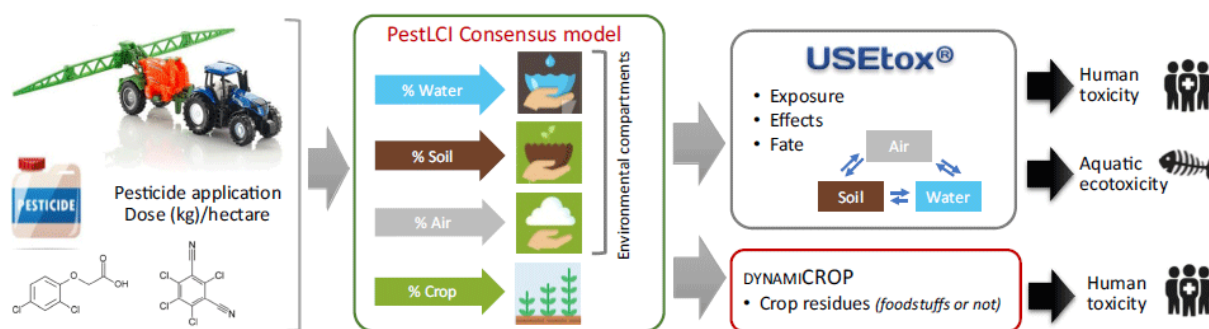 PESTICIDE
Pesticide application
Dose (kg)/hectare
Cl
O
O
OH
Cl
N
Cl
Cl
Cl
Cl
N
PestLCI Consensus model
% Water
% Soil
% Air
% Crop
Environmental compartments
USEtox®
• Exposure
• Effects
• Fate
Air
Soil
Water
DYNAMICROP
• Crop residues (foodstuffs or not)
Human
toxicity
Aquatic
ecotoxicity
Human
toxicity